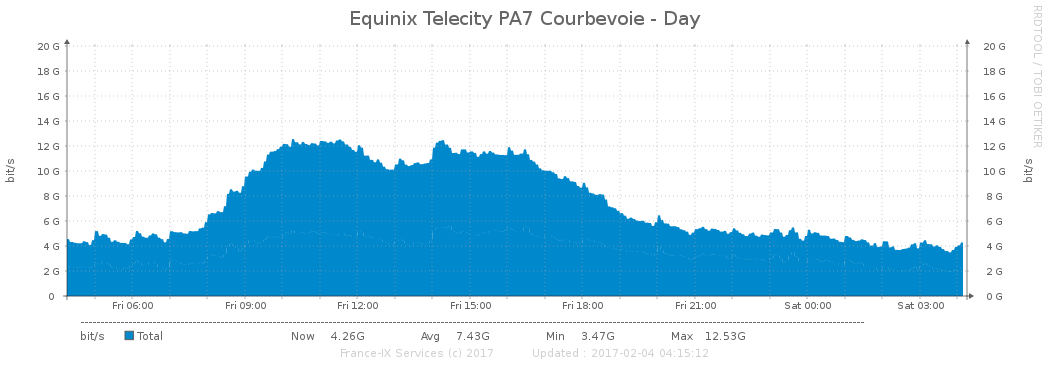 Equinix Telecity PA7 Courbevoie - Day
RRDTOOL / TOBI OETIKER
bit/s
bit/s
20 G 20 G
18 G 18 G
16 G 16 G
14 G 14 G
12 G 12 G
10 G 10 G
8 G 8 G
6 G 6 G
4 G 4 G
2 G 2 G
0 0 G
Fri 06:00 Fri 09:00 Fri 12:00 Fri 15:00 Fri 18:00 Fri 21:00 Sat 00:00 Sat 03:00
bit/s Total Now 4.26G Avg 7.43G Min 3.47G Max 12.53G
France-IX Services (c) 2017 Updated : 2017-02-04 04:15:12